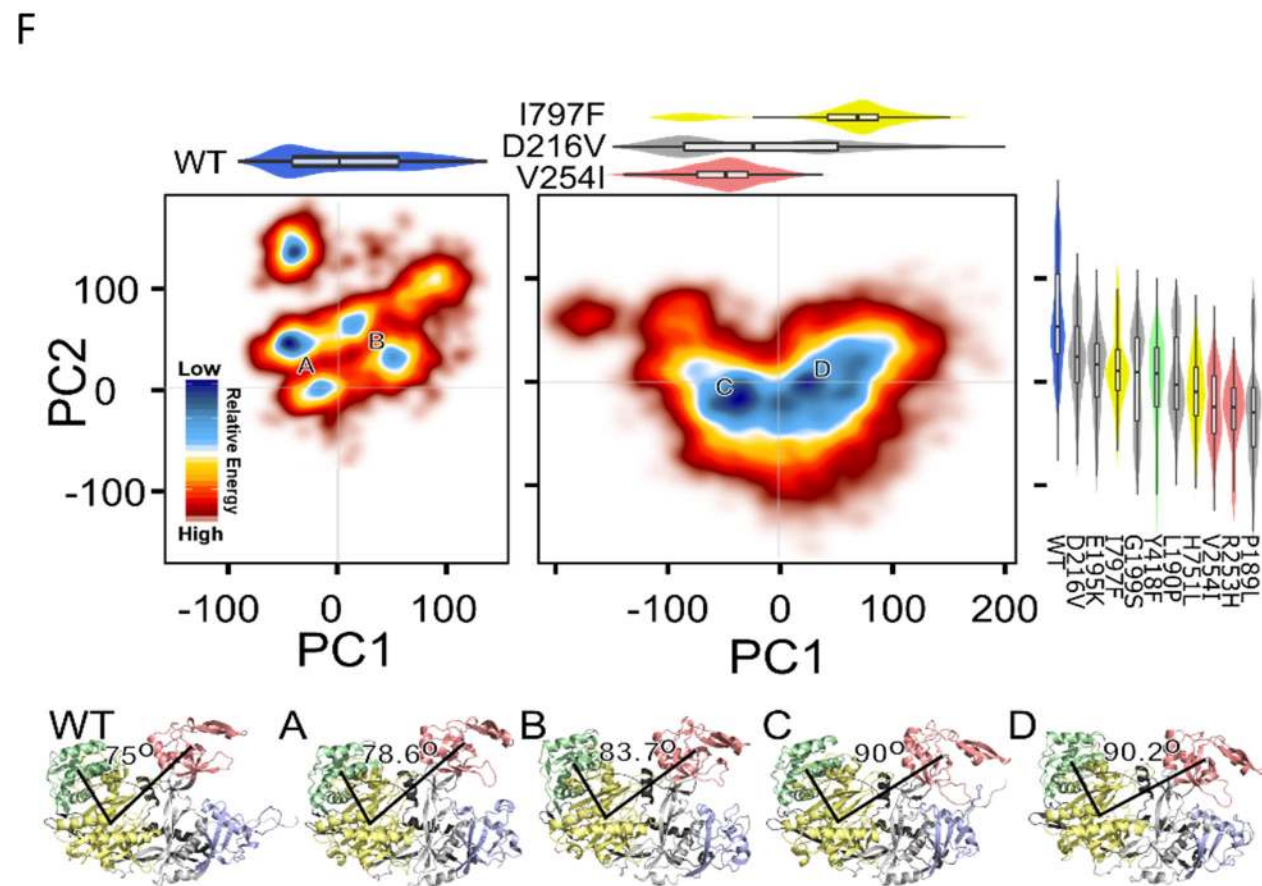 F
I797F
D216V
V254I
WT
PC2
100
0
-100
Low
Relative Energy
High
A
B
C
D
-100
0
100
PC1
-100
0
100
200
PC1
WT
D216V
E195K
I797F
G199S
Y418F
L190P
H751L
V254I
R253H
P189L
WT
75°
A
78.6°
B
83.7°
C
90°
D
90.2°